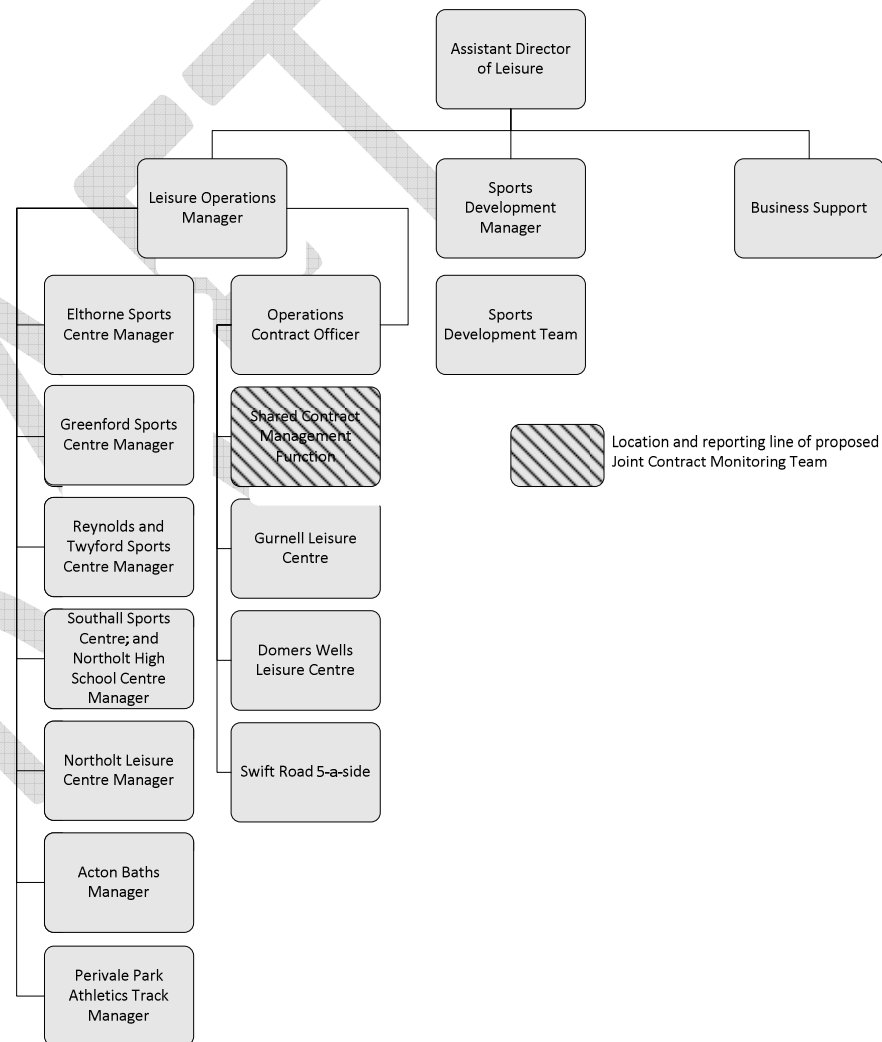 Assistant Director
of Leisure
Leisure Operations
Manager
Sports
Development
Manager
Business Support
Elthorne Sports
Centre Manager
Operations
Contract Officer
Sports
Development Team
Greenford Sports
Centre Manager
Shared Contract
Management
Function
Location and reporting line of proposed
Joint Contract Monitoring Team
Reynolds and
Twyford Sports
Centre Manager
Gurnell Leisure
Centre
Southall Sports
Centre; and
Northolt High
School Centre
Manager
Domers Wells
Leisure Centre
Northolt Leisure
Centre Manager
Swift Road 5-a-side
Acton Baths
Manager
Perivale Park
Athletics Track
Manager